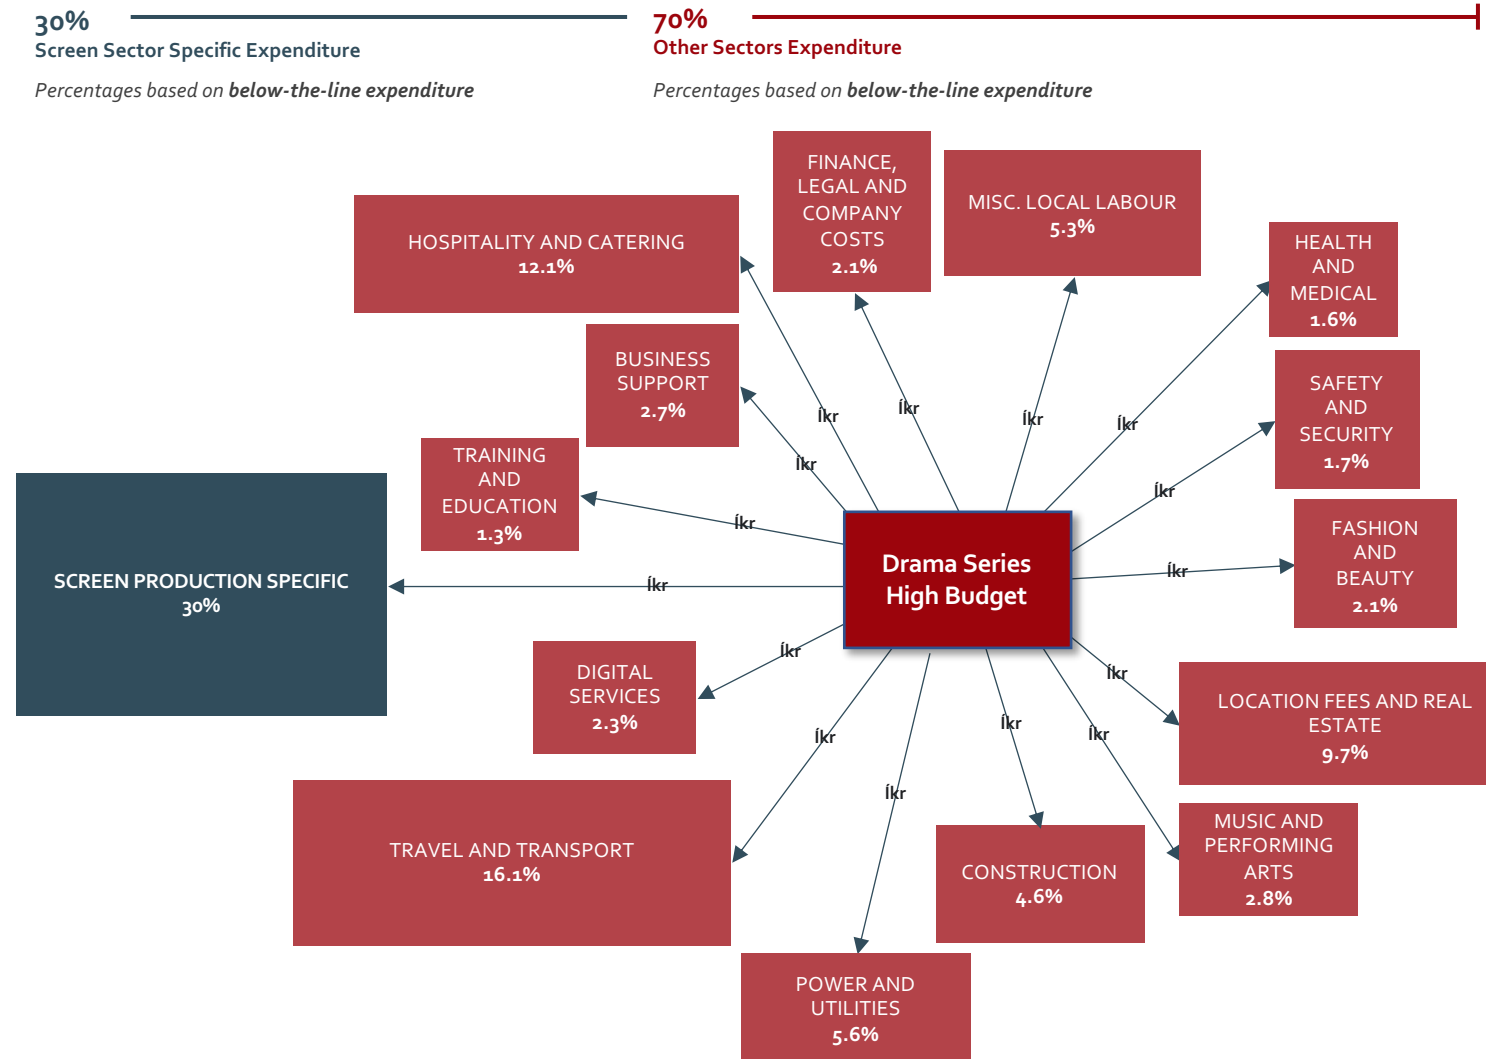 30%
Screen Sector Specific Expenditure
Percentages based on below-the-line expenditure
70%
Other Sectors Expenditure
Percentages based on below-the-line expenditure
FINANCE,
LEGAL AND
COMPANY
COSTS
2.1%
MISC. LOCAL LABOUR
5.3%
HOSPITALITY AND CATERING
12.1%
HEALTH
AND
MEDICAL
1.6%
BUSINESS
SUPPORT
2.7%
SAFETY
AND
SECURITY
1.7%
Íkr
Íkr
Íkr
Íkr
Íkr
Íkr
TRAINING
AND
EDUCATION
1.3%
Íkr
FASHION
AND
BEAUTY
2.1%
Íkr
SCREEN PRODUCTION SPECIFIC
30%
Íkr
Drama Series
High Budget
DIGITAL
SERVICES
2.3%
Íkr
Íkr
LOCATION FEES AND REAL
ESTATE
9.7%
Íkr
Íkr
Íkr
Íkr
TRAVEL AND TRANSPORT
16.1%
CONSTRUCTION
4.6%
MUSIC AND
PERFORMING
ARTS
2.8%
POWER AND
UTILITIES
5.6%